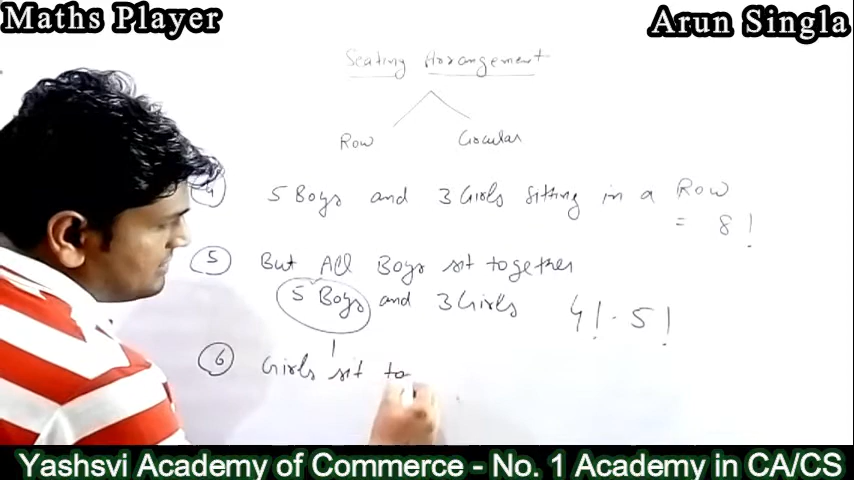 Maths Player
Arun Singla
Seating Arrangement
Row
Circular
4 5 Boys and 3 Girls sitting in a Row
= 8!
5 But All Boys sit together
5 Boys and 3 Girls 4! · 5!
1
6 Girls sit to
Yashsvi Academy of Commerce - No. 1 Academy in CA/CS